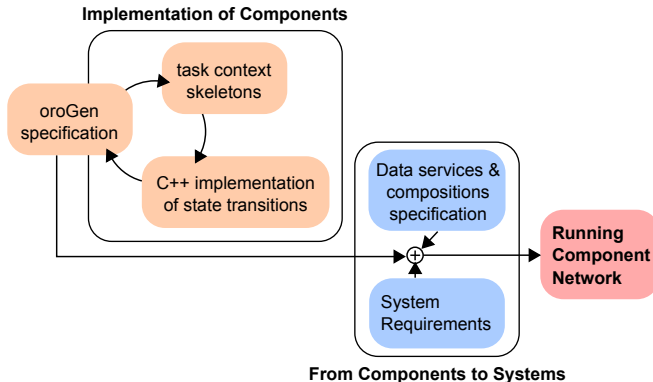 Implementation of Components
task context
skeletons
oroGen
specification
C++ implementation
of state transitions
Data services &
compositions
specification
System
Requirements
Running
Component
Network
From Components to Systems